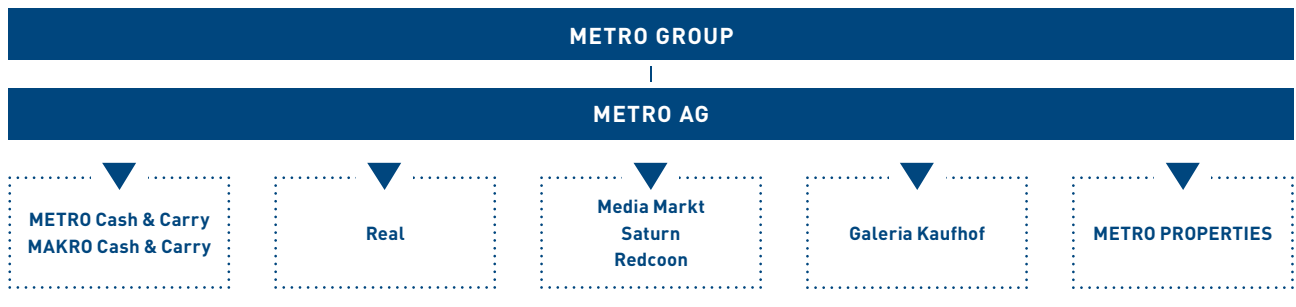 METRO GROUP
METRO AG
METRO Cash & Carry
MAKRO Cash & Carry
Real
Media Markt
Saturn
Redcoon
Galeria Kaufhof
METRO PROPERTIES